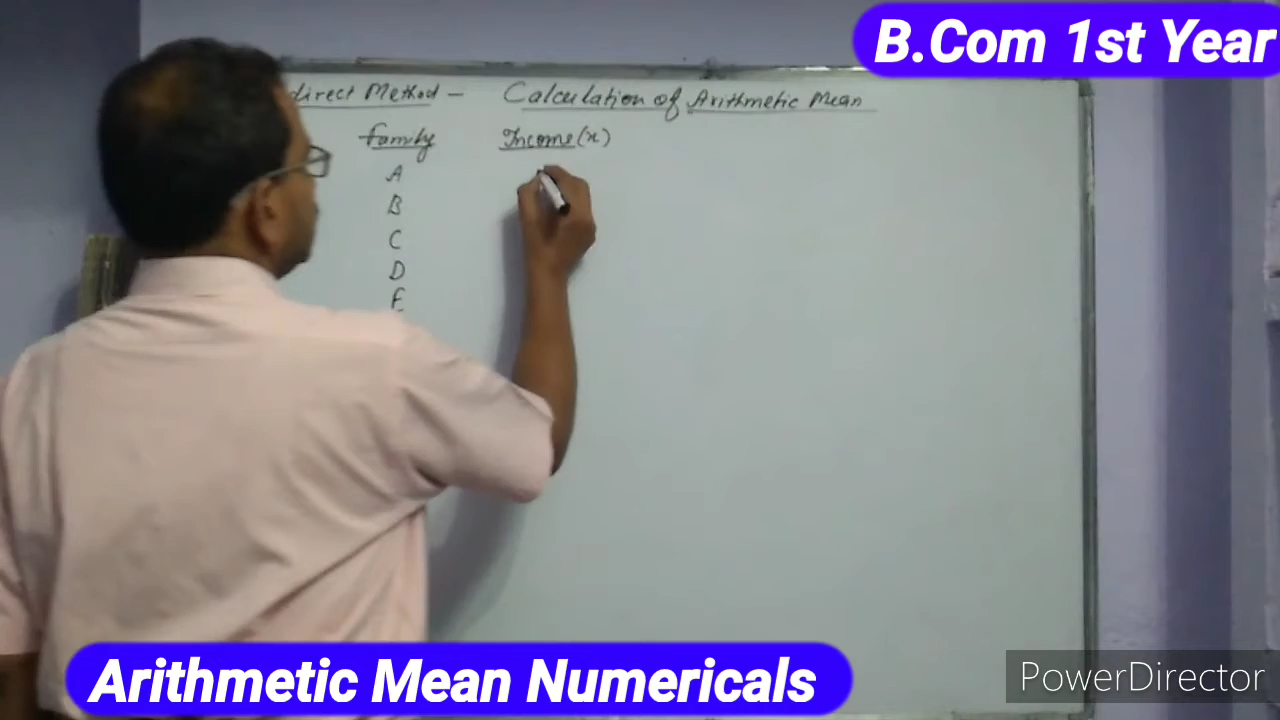 B.Com 1st Year
direct Method - Calculation of Arithmetic Mean
Family Income (x)
A
B
C
D
E
Arithmetic Mean Numericals
PowerDirector